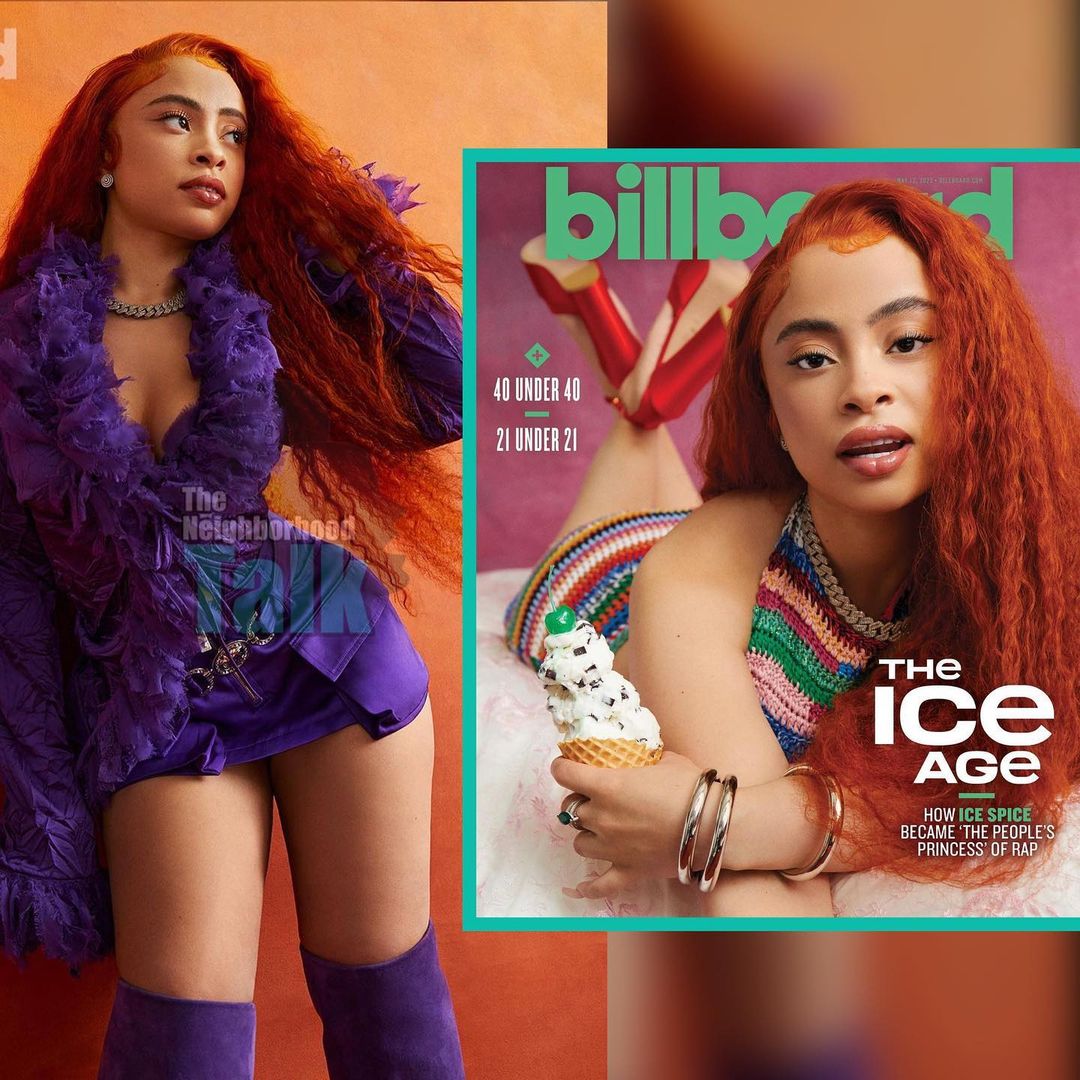 d
billboard
MAY 13, 2023 • BILLBOARD.COM
40 UNDER 40
21 UNDER 21
The
Neighborhood
Talk
THE
ICE
AGE
HOW ICE SPICE
BECAME ‘THE PEOPLE’S
PRINCESS’ OF RAP